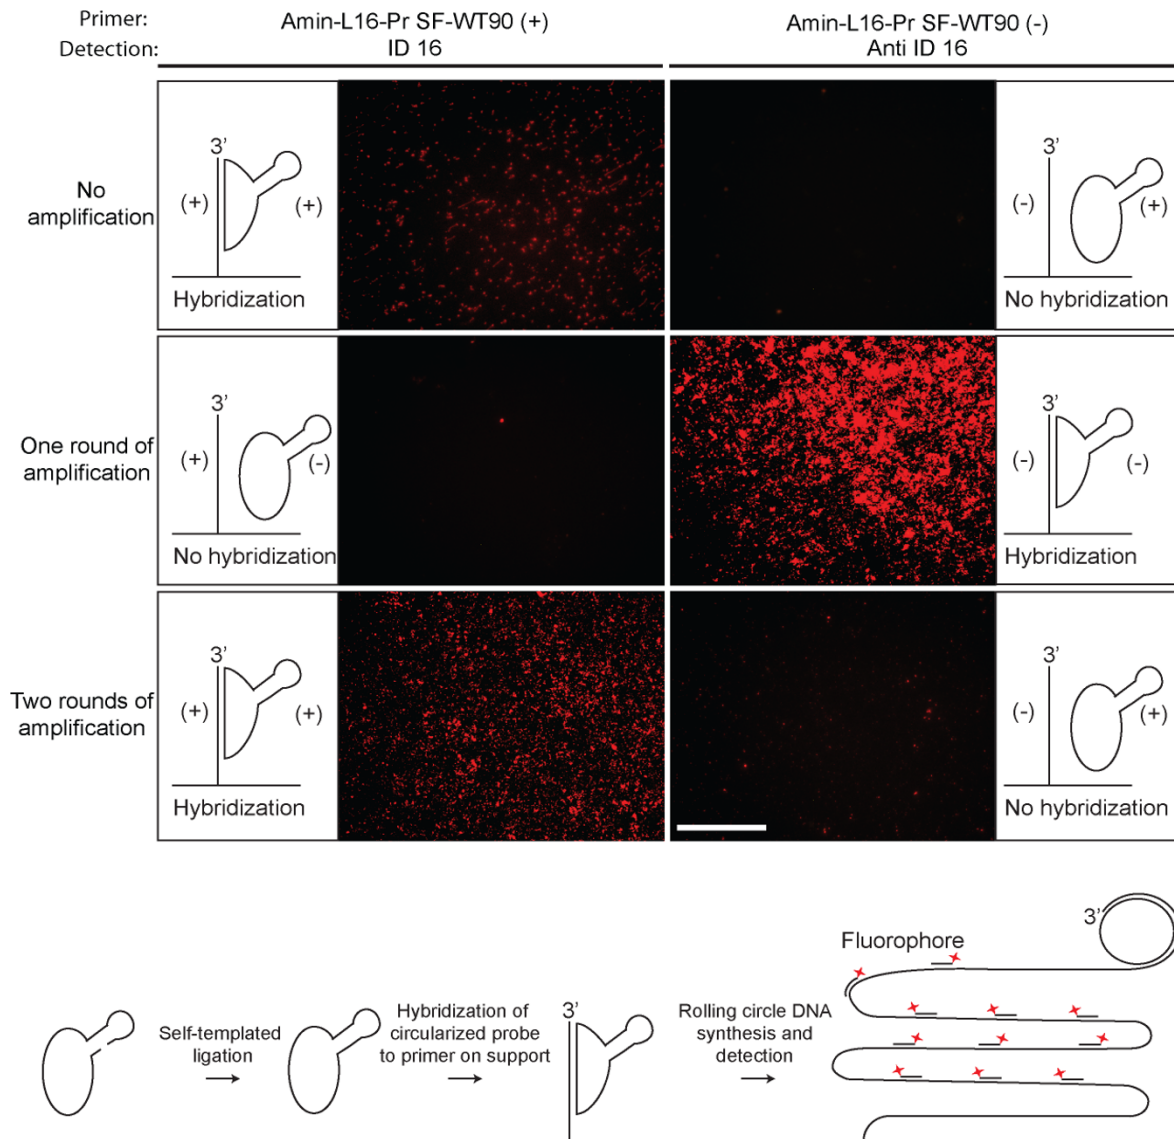 Primer:
Detection:
Amin-L16-Pr SF-WT90 (+)
ID 16
Amin-L16-Pr SF-WT90 (-)
Anti ID 16
No
amplification
3'
(+)
(+)
Hybridization
3'
(-)
(+)
No hybridization
One round of
amplification
3'
(+)
(-)
No hybridization
3'
(-)
(-)
Hybridization
Two rounds of
amplification
3'
(+)
(+)
Hybridization
3'
(-)
(+)
No hybridization
Self-templated
ligation
Hybridization of
circularized probe
to primer on support
3'
Rolling circle DNA
synthesis and
detection
Fluorophore
3'